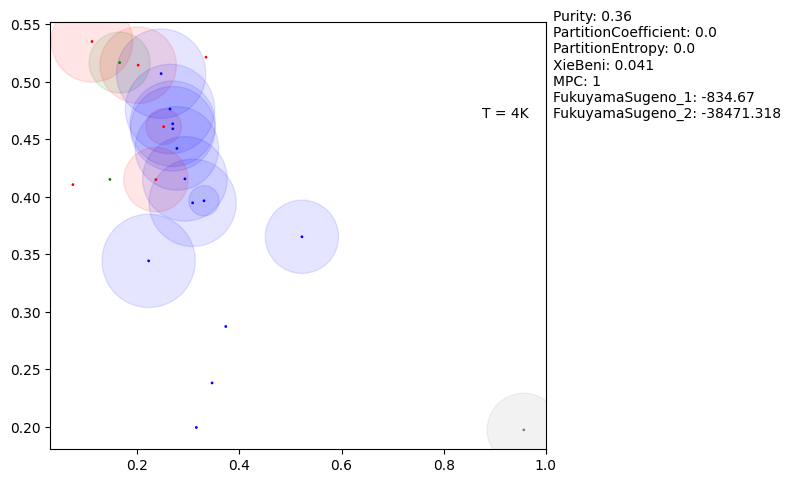 Purity: 0.36
PartitionCoefficient: 0.0
PartitionEntropy: 0.0
XieBeni: 0.041
MPC: 1
FukuyamaSugeno_1: -834.67
FukuyamaSugeno_2: -38471.318
T = 4K
0.55
0.50
0.45
0.40
0.35
0.30
0.25
0.20
0.2 0.4 0.6 0.8 1.0